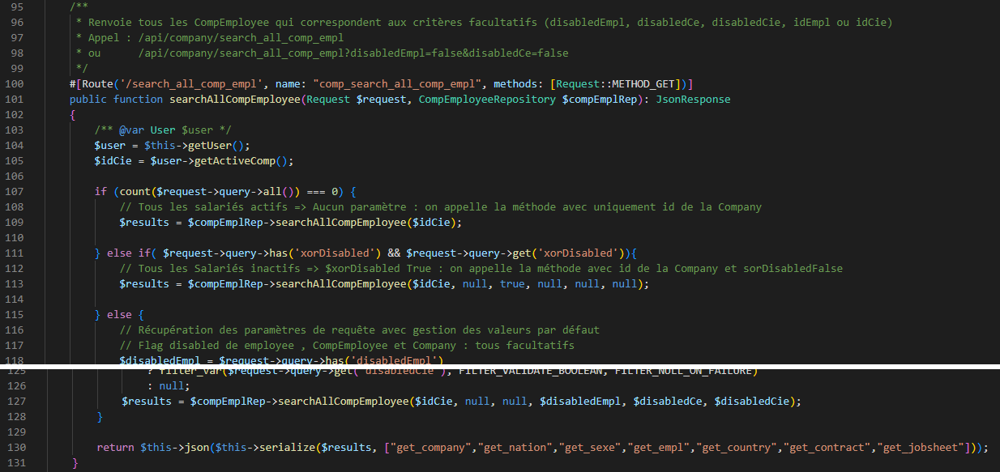 95 /**
96 * Renvoie tous les CompEmployee qui correspondent aux critères facultatifs (disabledEmpl, disabledCe, disabledCie, idEmpl ou idCie)
97 * Appel : /api/company/search_all_comp_empl
98 * ou /api/company/search_all_comp_empl?disabledEmpl=false&disabledCe=false
99 */
100 #[Route('/search_all_comp_empl', name: "comp_search_all_comp_empl", methods: [Request::METHOD_GET])]
101 public function searchAllCompEmployee(Request $request, CompEmployeeRepository $compEmplRep): JsonResponse
102 {
103 /** @var User $user */
104 $user = $this->getUser();
105 $idCie = $user->getActiveComp();
106
107 if (count($request->query->all()) === 0) {
108 // Tous les salariés actifs => Aucun paramètre : on appelle la méthode avec uniquement id de la Company
109 $results = $compEmplRep->searchAllCompEmployee($idCie);
110
111 } else if( $request->query->has('xorDisabled') && $request->query->get('xorDisabled')){
112 // Tous les Salariés inactifs => $xorDisabled True : on appelle la méthode avec id de la Company et sorDisabledFalse
113 $results = $compEmplRep->searchAllCompEmployee($idCie, null, true, null, null, null);
114
115 } else {
116 // Récupération des paramètres de requête avec gestion des valeurs par défaut
117 // Flag disabled de employee , CompEmployee et Company : tous facultatifs
118 $disabledEmpl = $request->query->has('disabledEmpl')
125 ? filter_var($request->query->get('disabledCie'), FILTER_VALIDATE_BOOLEAN, FILTER_NULL_ON_FAILURE)
126 : null;
127 $results = $compEmplRep->searchAllCompEmployee($idCie, null, null, $disabledEmpl, $disabledCe, $disabledCie);
128 }
129
130 return $this->json($this->serialize($results, ["get_company","get_nation","get_sexe","get_empl","get_country","get_contract","get_jobsheet"]));
131 }